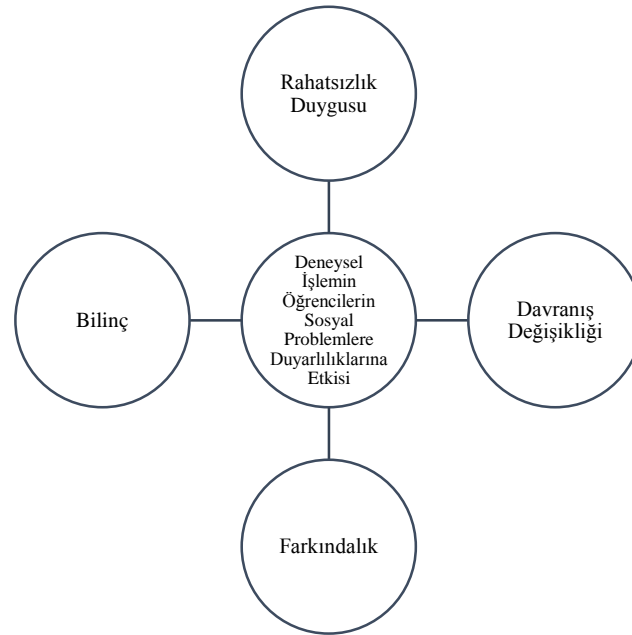 Rahatsızlık
Duygusu
Bilinç
Deneysel
İşlemin
Öğrencilerin
Sosyal
Problemlere
Duyarlılıklarına
Etkisi
Davranış
Değişikliği
Farkındalık